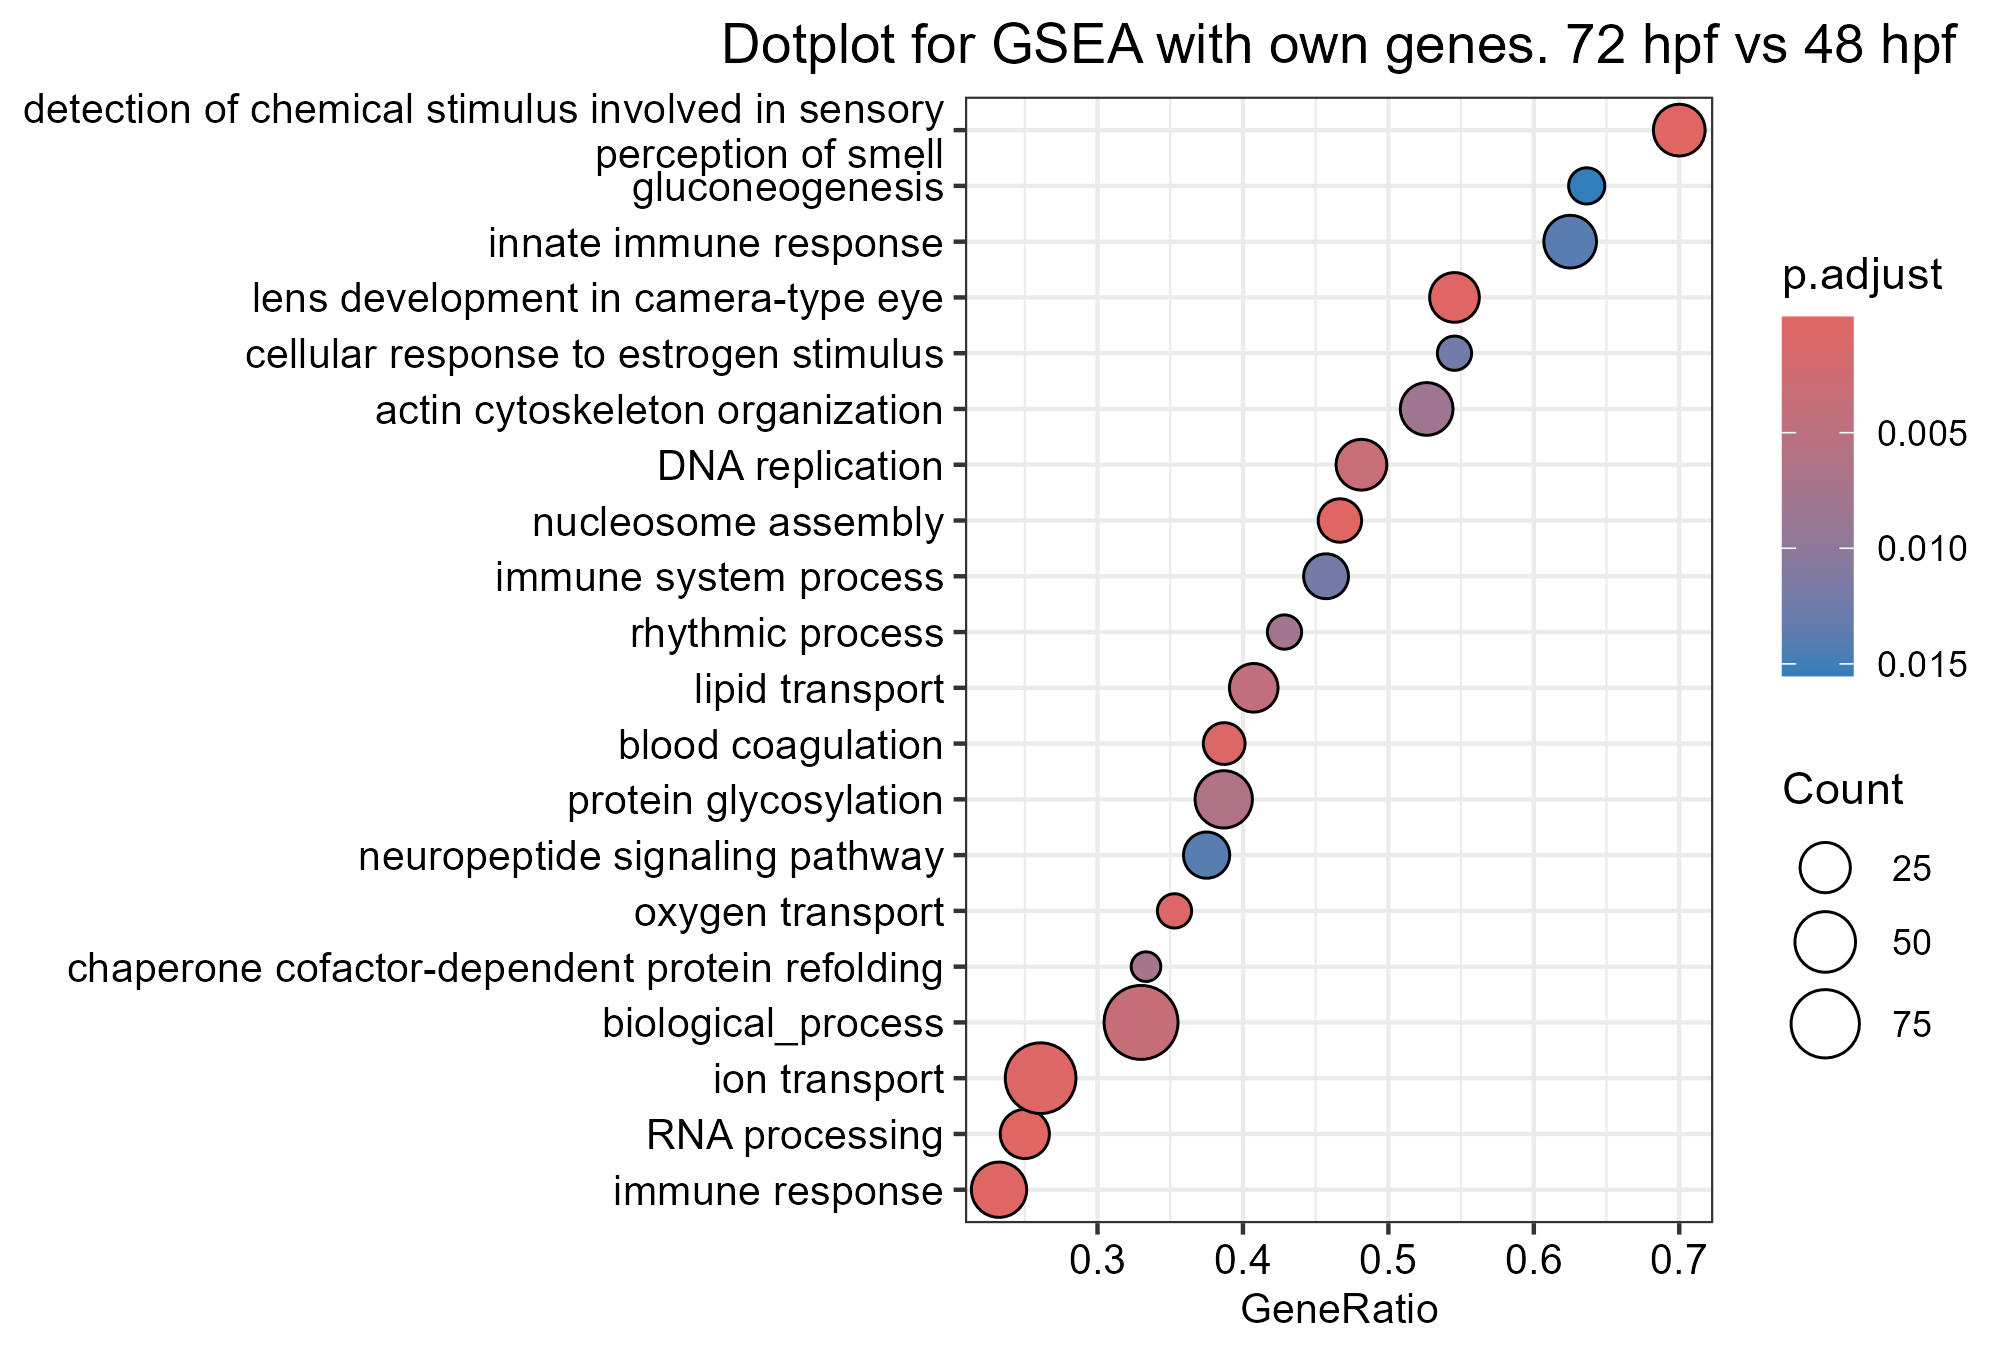 Dotplot for GSEA with own genes. 72 hpf vs 48 hpf
detection of chemical stimulus involved in sensory
perception of smell
gluconeogenesis
innate immune response
lens development in camera-type eye
cellular response to estrogen stimulus
actin cytoskeleton organization
DNA replication
nucleosome assembly
immune system process
rhythmic process
lipid transport
blood coagulation
protein glycosylation
neuropeptide signaling pathway
oxygen transport
chaperone cofactor-dependent protein refolding
biological_process
ion transport
RNA processing
immune response
0.3 0.4 0.5 0.6 0.7
GeneRatio
p.adjust
0.005
0.010
0.015
Count
25
50
75